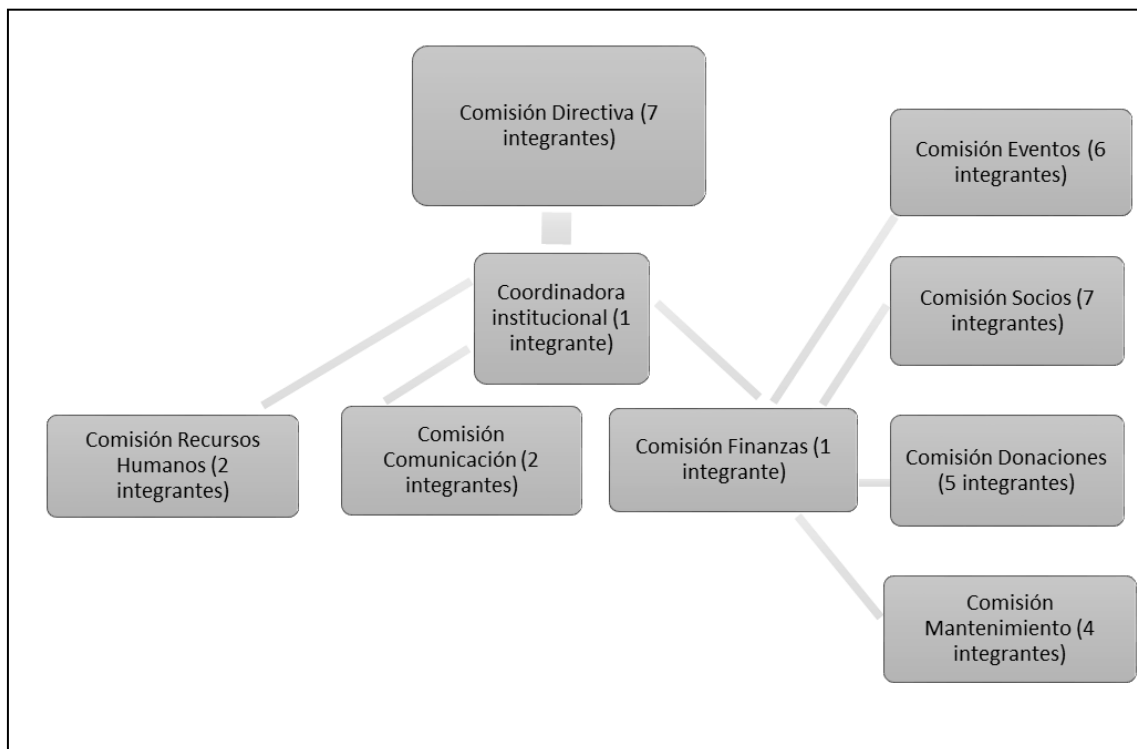 Comisión Directiva (7
integrantes)
Comisión Eventos (6
integrantes)
Coordinadora
institucional (1
integrante)
Comisión Socios (7
integrantes)
Comisión Recursos
Humanos (2
integrantes)
Comisión
Comunicación (2
integrantes)
Comisión Finanzas (1
integrante)
Comisión Donaciones
(5 integrantes)
Comisión
Mantenimiento (4
integrantes)